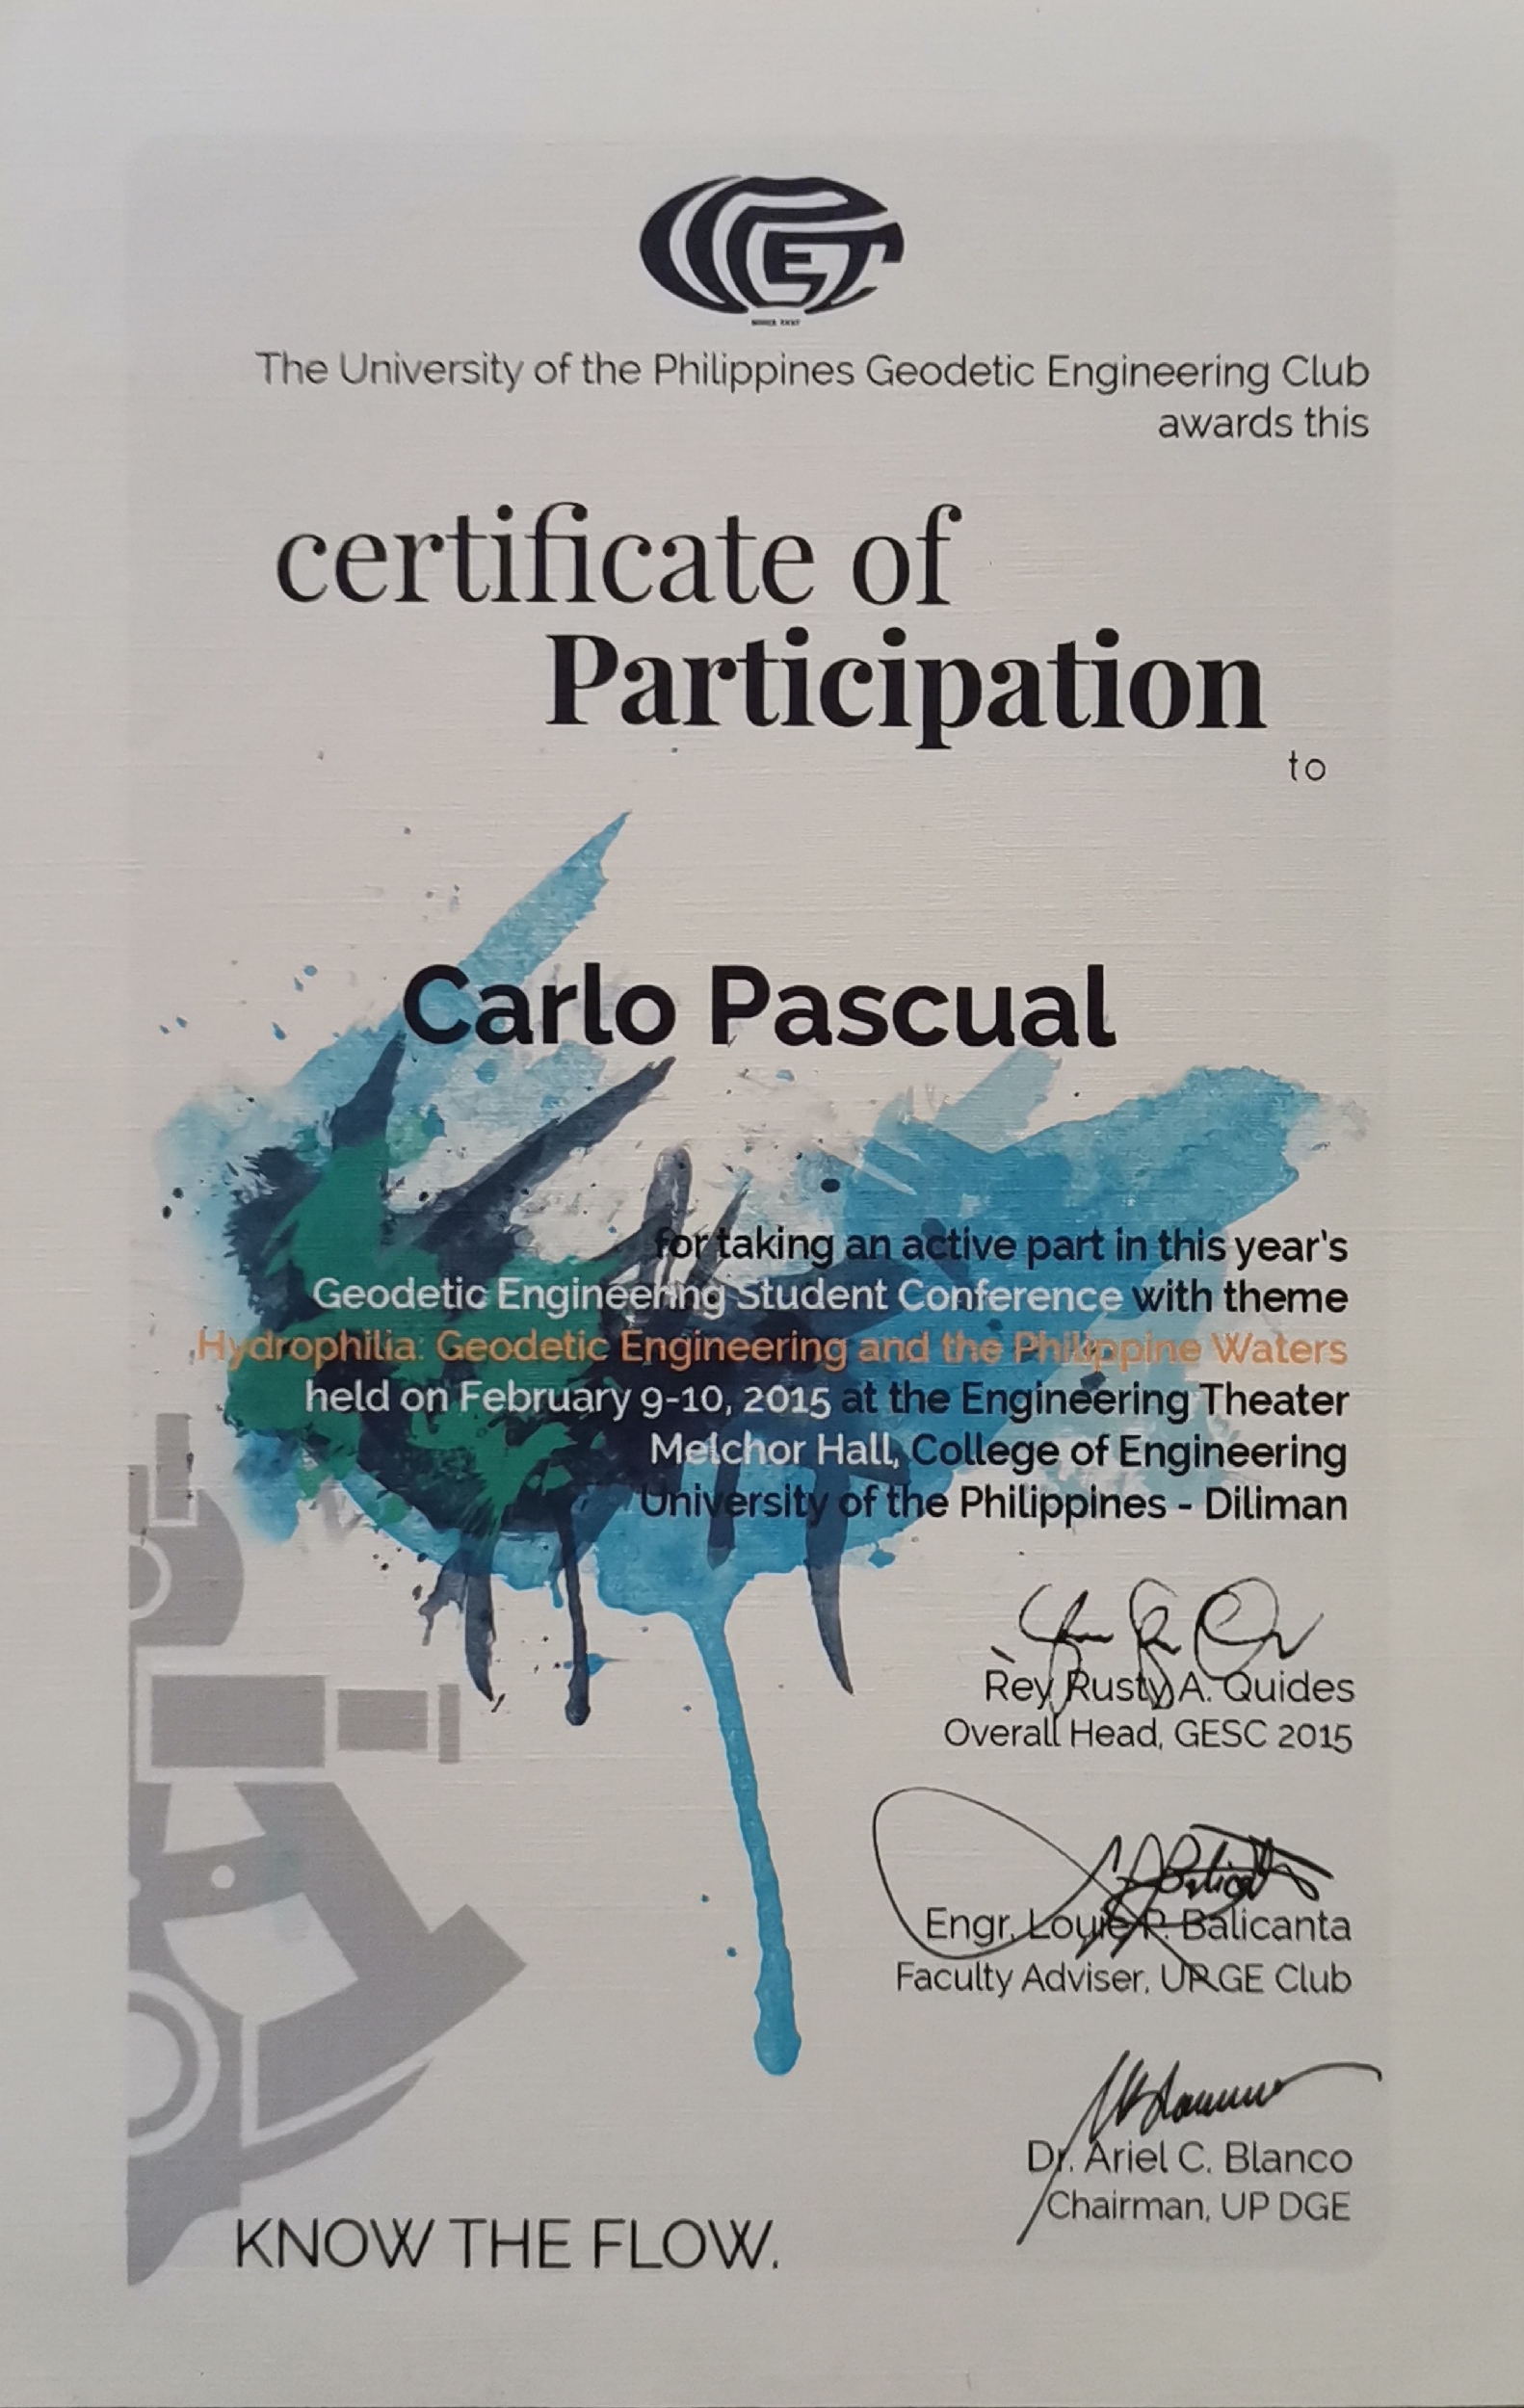 The University of the Philippines Geodetic Engineering Club
awards this
certificate of
Participation
to
Carlo Pascual
for taking an active part in this year's
Geodetic Engineering Student Conference with theme
Hydrophilia: Geodetic Engineering and the Philippine Waters
held on February 9-10, 2015 at the Engineering Theater
Melchor Hall, College of Engineering
University of the Philippines - Diliman
Rey Rusty A. Quides
Overall Head, GESC 2015
Engr. Louie P. Balicanta
Faculty Adviser, UP GE Club
Dr. Ariel C. Blanco
Chairman, UP DGE
KNOW THE FLOW.